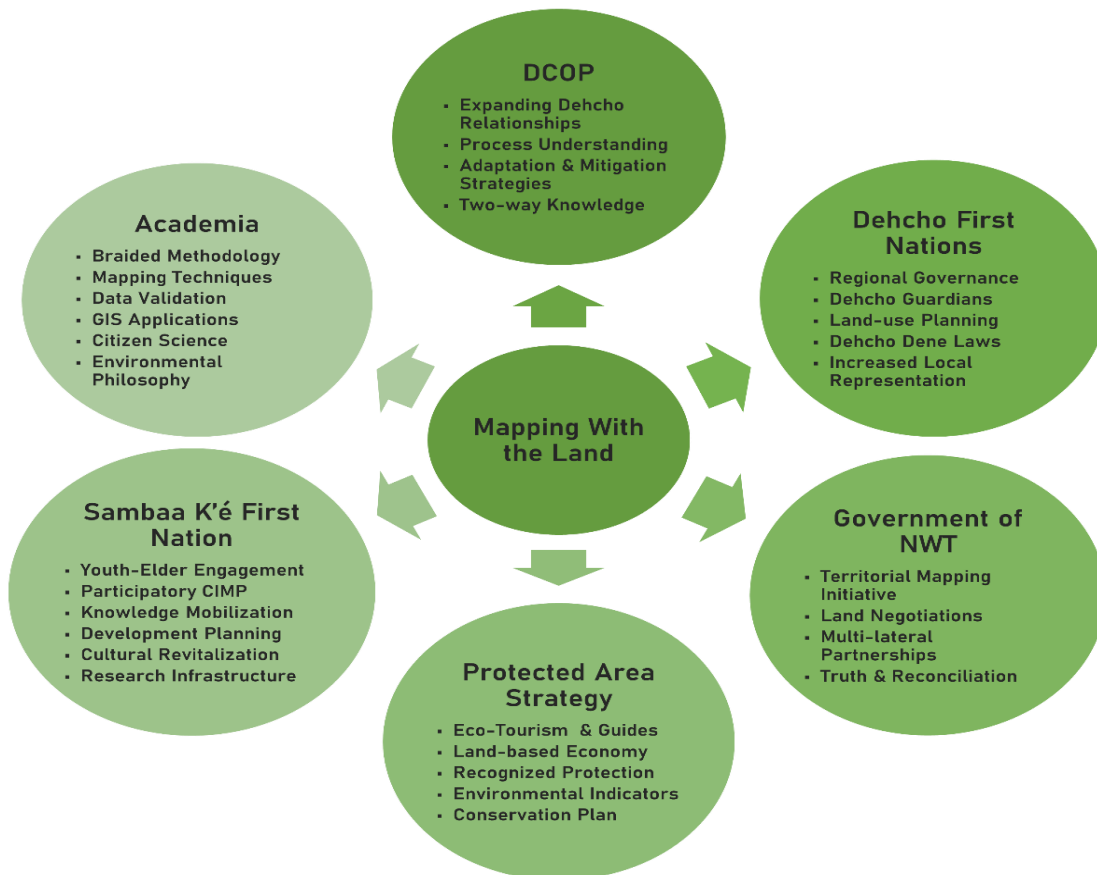 DCOP
▪ Expanding Dehcho
Relationships
▪ Process Understanding
▪ Adaptation & Mitigation
Strategies
▪ Two-way Knowledge
Academia
▪ Braided Methodology
▪ Mapping Techniques
▪ Data Validation
▪ GIS Applications
▪ Citizen Science
▪ Environmental
Philosophy
Dehcho First
Nations
▪ Regional Governance
▪ Dehcho Guardians
▪ Land-use Planning
▪ Dehcho Dene Laws
▪ Increased Local
Representation
Mapping With
the Land
Sambaa K’é First
Nation
▪ Youth-Elder Engagement
▪ Participatory CIMP
▪ Knowledge Mobilization
▪ Development Planning
▪ Cultural Revitalization
▪ Research Infrastructure
Government of
NWT
▪ Territorial Mapping
Initiative
▪ Land Negotiations
▪ Multi-lateral
Partnerships
▪ Truth & Reconciliation
Protected Area
Strategy
▪ Eco-Tourism & Guides
▪ Land-based Economy
▪ Recognized Protection
▪ Environmental Indicators
▪ Conservation Plan